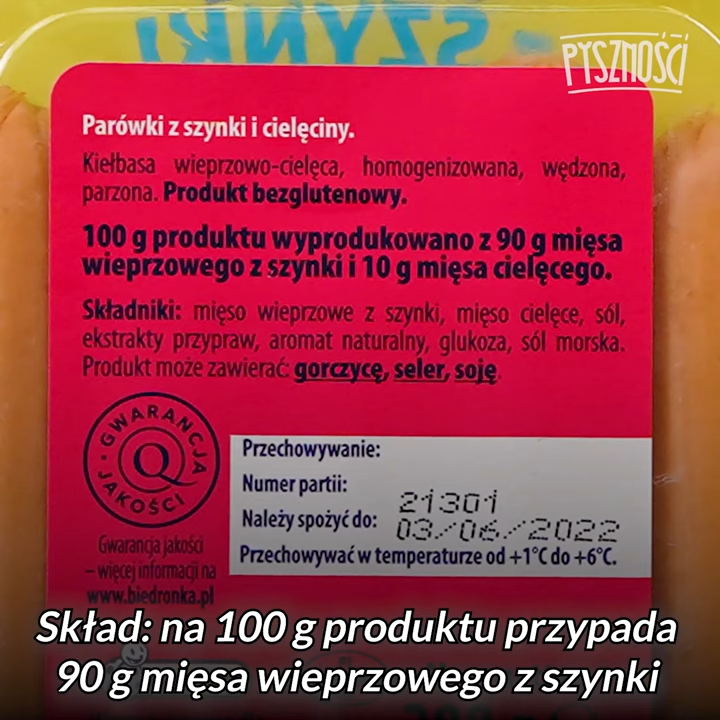 SZYNKI
PYSZNOŚCI
Parówki z szynki i cielęciny.
Kiełbasa wieprzowo-cielęca, homogenizowana, wędzona,
parzona. Produkt bezglutenowy.
100 g produktu wyprodukowano z 90 g mięsa
wieprzowego z szynki i 10 g mięsa cielęcego.
Składniki: mięso wieprzowe z szynki, mięso cielęce, sól,
ekstrakty przypraw, aromat naturalny, glukoza, sól morska.
Produkt może zawierać: gorczycę, seler, soję.
GWARANCJA
Q
JAKOŚCI
Gwarancja jakości
– więcej informacji na
www.biedronka.pl
Przechowywanie:
Numer partii: 21301
Należy spożyć do: 03/06/2022
Przechowywać w temperaturze od +1°C do +6°C.
Skład: na 100 g produktu przypada
90 g mięsa wieprzowego z szynki